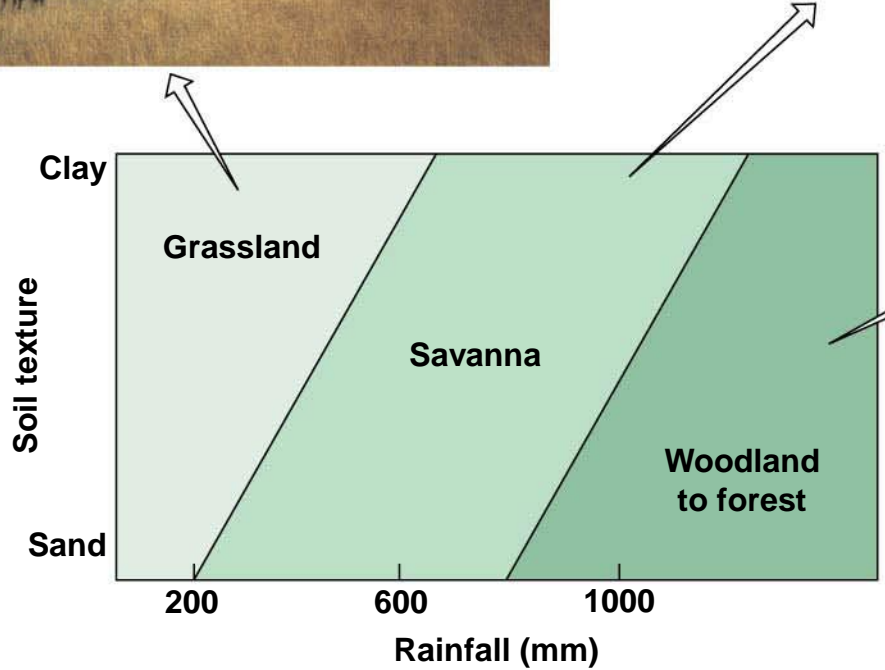 Clay
Grassland
Savanna
Soil texture
Woodland
to forest
Sand
200 600 1000
Rainfall (mm)